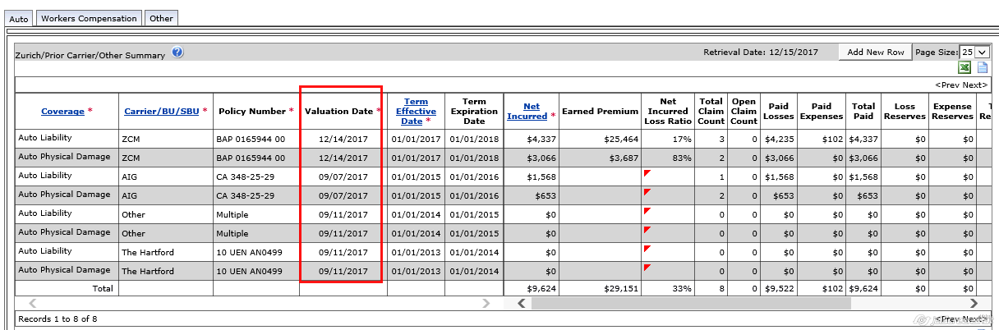 Auto Workers Compensation Other
Zurich/Prior Carrier/Other Summary ? Retrieval Date: 12/15/2017 Add New Row Page Size: 25
<Prev Next>
Coverage * Carrier/BU/SBU * Policy Number * Valuation Date * Term Effective Date * Term Expiration Date Net Incurred * Earned Premium Net Incurred Loss Ratio Total Claim Count Open Claim Count Paid Losses Paid Expenses Total Paid Loss Reserves Expense Reserves
Auto Liability ZCM BAP 0165944 00 12/14/2017 01/01/2017 01/01/2018 $4,337 $25,464 17% 3 0 $4,235 $102 $4,337 $0 $0
Auto Physical Damage ZCM BAP 0165944 00 12/14/2017 01/01/2017 01/01/2018 $3,066 $3,687 83% 2 0 $3,066 $0 $3,066 $0 $0
Auto Liability AIG CA 348-25-29 09/07/2017 01/01/2015 01/01/2016 $1,568 1 0 $1,568 $0 $1,568 $0 $0
Auto Physical Damage AIG CA 348-25-29 09/07/2017 01/01/2015 01/01/2016 $653 2 0 $653 $0 $653 $0 $0
Auto Liability Other Multiple 09/11/2017 01/01/2014 01/01/2015 $0 0 0 $0 $0 $0 $0 $0
Auto Physical Damage Other Multiple 09/11/2017 01/01/2014 01/01/2015 $0 0 0 $0 $0 $0 $0 $0
Auto Liability The Hartford 10 UEN AN0499 09/11/2017 01/01/2013 01/01/2014 $0 0 0 $0 $0 $0 $0 $0
Auto Physical Damage The Hartford 10 UEN AN0499 09/11/2017 01/01/2013 01/01/2014 $0 0 0 $0 $0 $0 $0 $0
Total $9,624 $29,151 33% 8 0 $9,522 $102 $9,624 $0 $0
Records 1 to 8 of 8 <Prev Next>